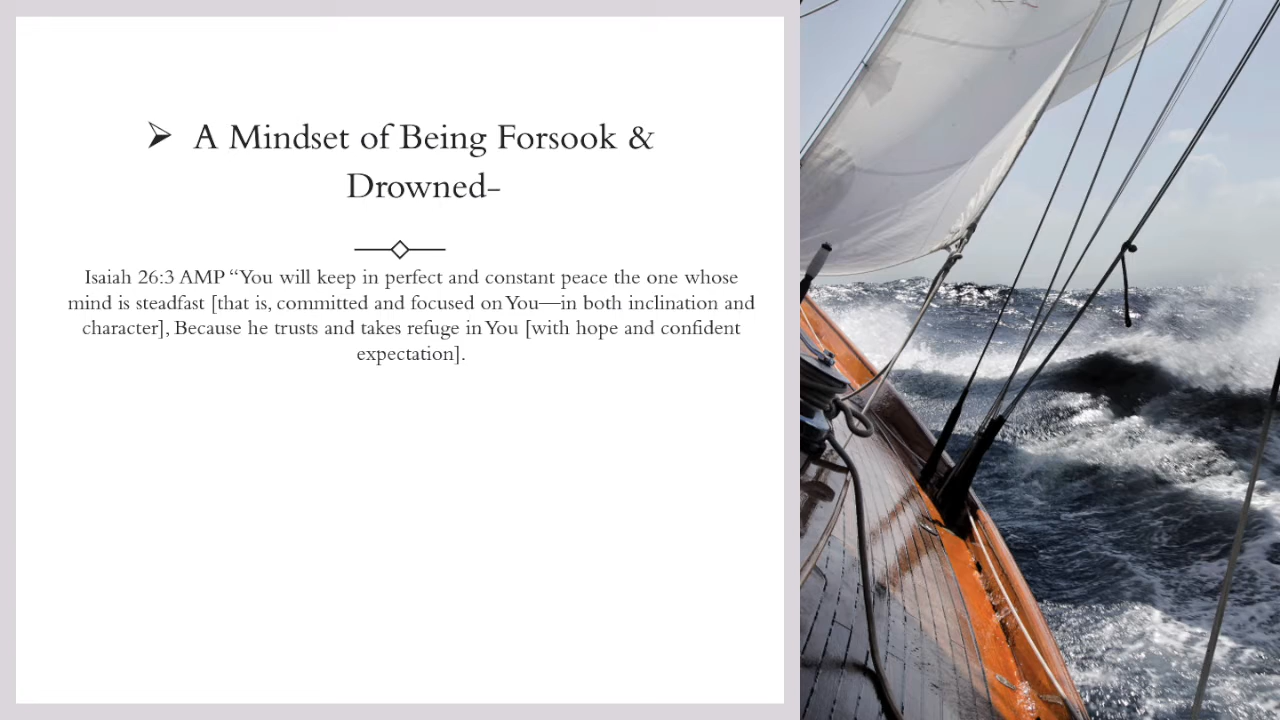 ➢ A Mindset of Being Forsook &
Drowned-
Isaiah 26:3 AMP “You will keep in perfect and constant peace the one whose
mind is steadfast [that is, committed and focused on You—in both inclination and
character], Because he trusts and takes refuge in You [with hope and confident
expectation].